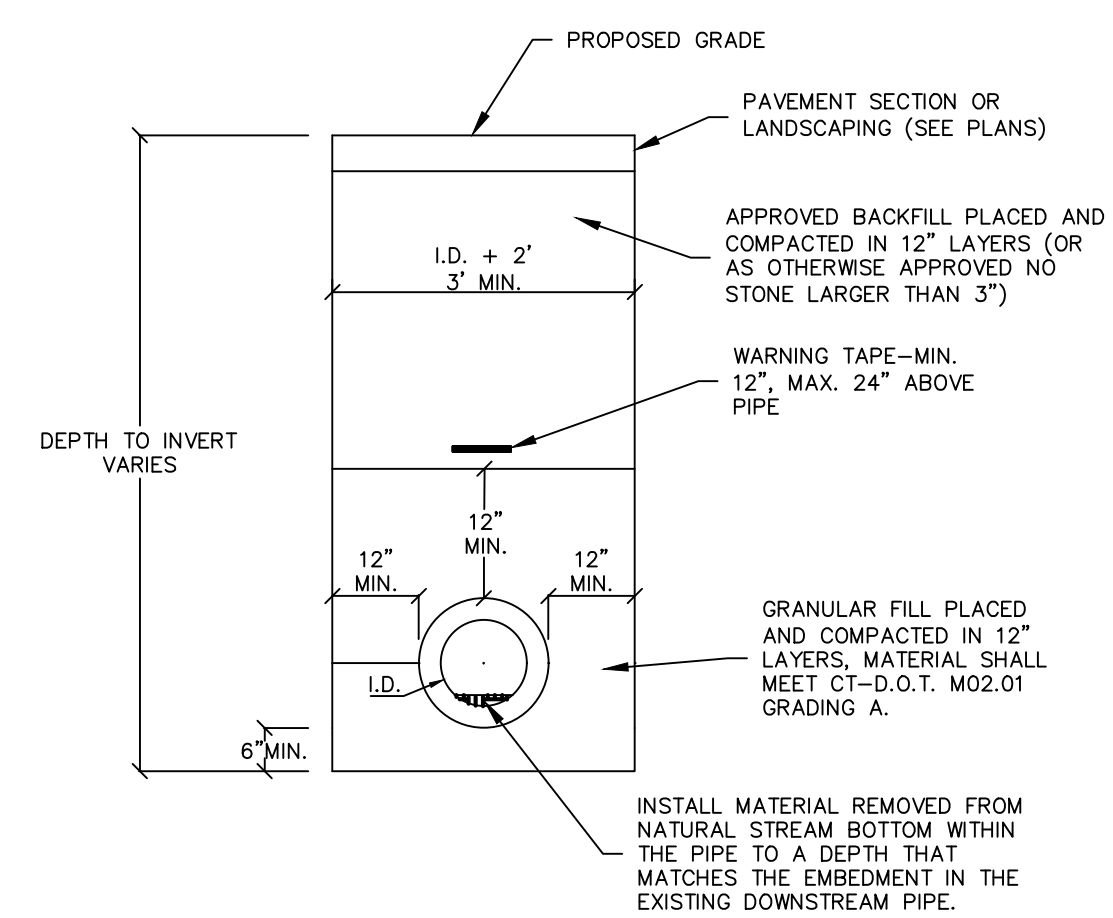 PROPOSED GRADE
PAVEMENT SECTION OR
LANDSCAPING (SEE PLANS)
APPROVED BACKFILL PLACED AND
COMPACTED IN 12" LAYERS (OR
AS OTHERWISE APPROVED NO
STONE LARGER THAN 3")
I.D. + 2'
3' MIN.
WARNING TAPE–MIN.
12", MAX. 24" ABOVE
PIPE
DEPTH TO INVERT
VARIES
12"
MIN.
12"
MIN.
12"
MIN.
GRANULAR FILL PLACED
AND COMPACTED IN 12"
LAYERS, MATERIAL SHALL
MEET CT–D.O.T. M02.01
GRADING A.
I.D.
6"MIN.
INSTALL MATERIAL REMOVED FROM
NATURAL STREAM BOTTOM WITHIN
THE PIPE TO A DEPTH THAT
MATCHES THE EMBEDMENT IN THE
EXISTING DOWNSTREAM PIPE.